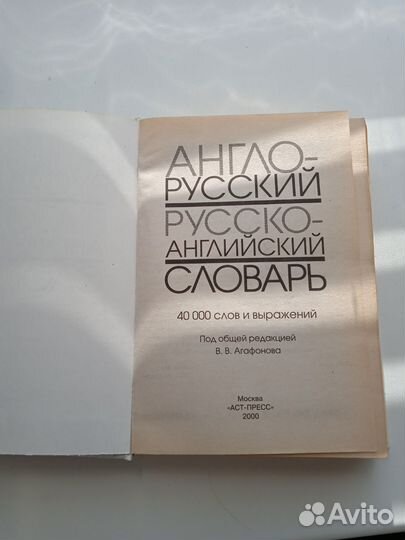 АНГЛО-
РУССКИЙ
РУССКО-
АНГЛИЙСКИЙ
СЛОВАРЬ
40 000 слов и выражений
Под общей редакцией
В. В. Агафонова
Москва
«АСТ-ПРЕСС»
2000
Avito